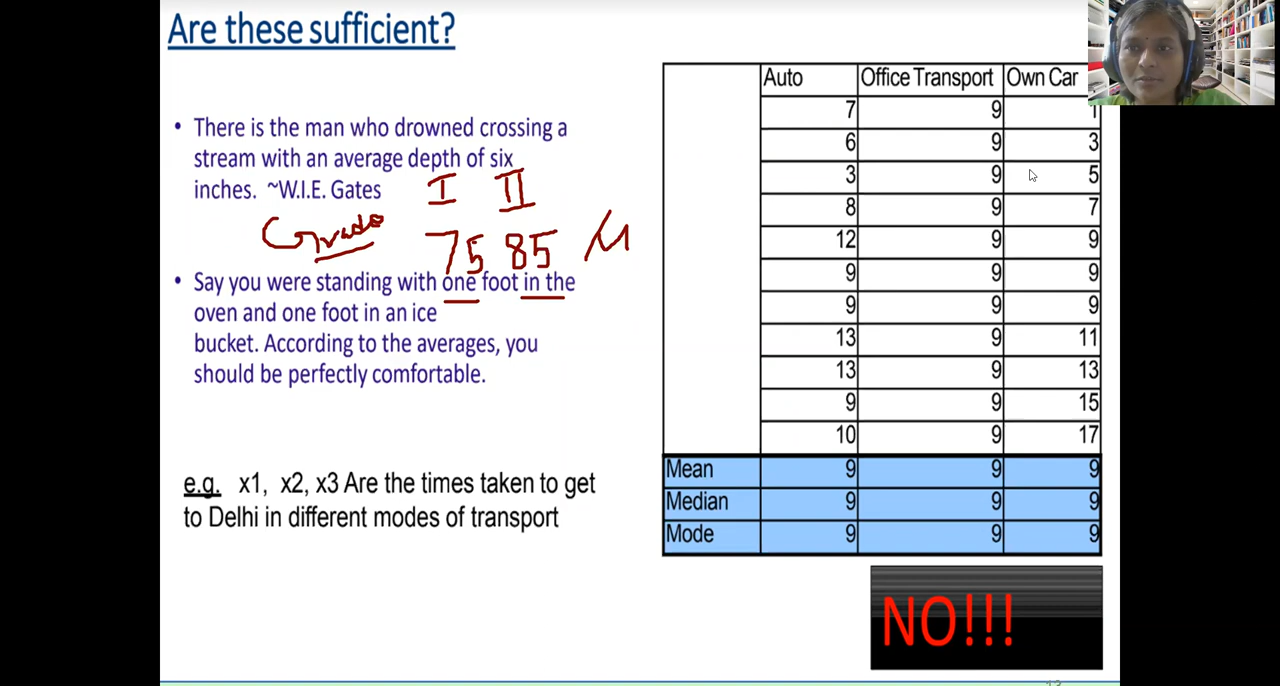 Are these sufficient?
• There is the man who drowned crossing a
stream with an average depth of six
inches. ~W.I.E. Gates
I II
Grade 75 85 μ
• Say you were standing with one foot in the
oven and one foot in an ice
bucket. According to the averages, you
should be perfectly comfortable.
e.g. x1, x2, x3 Are the times taken to get
to Delhi in different modes of transport
Auto Office Transport Own Car
7 9 1
6 9 3
3 9 5
8 9 7
12 9 9
9 9 9
9 9 9
13 9 11
13 9 13
9 9 15
10 9 17
Mean 9 9 9
Median 9 9 9
Mode 9 9 9
NO!!!